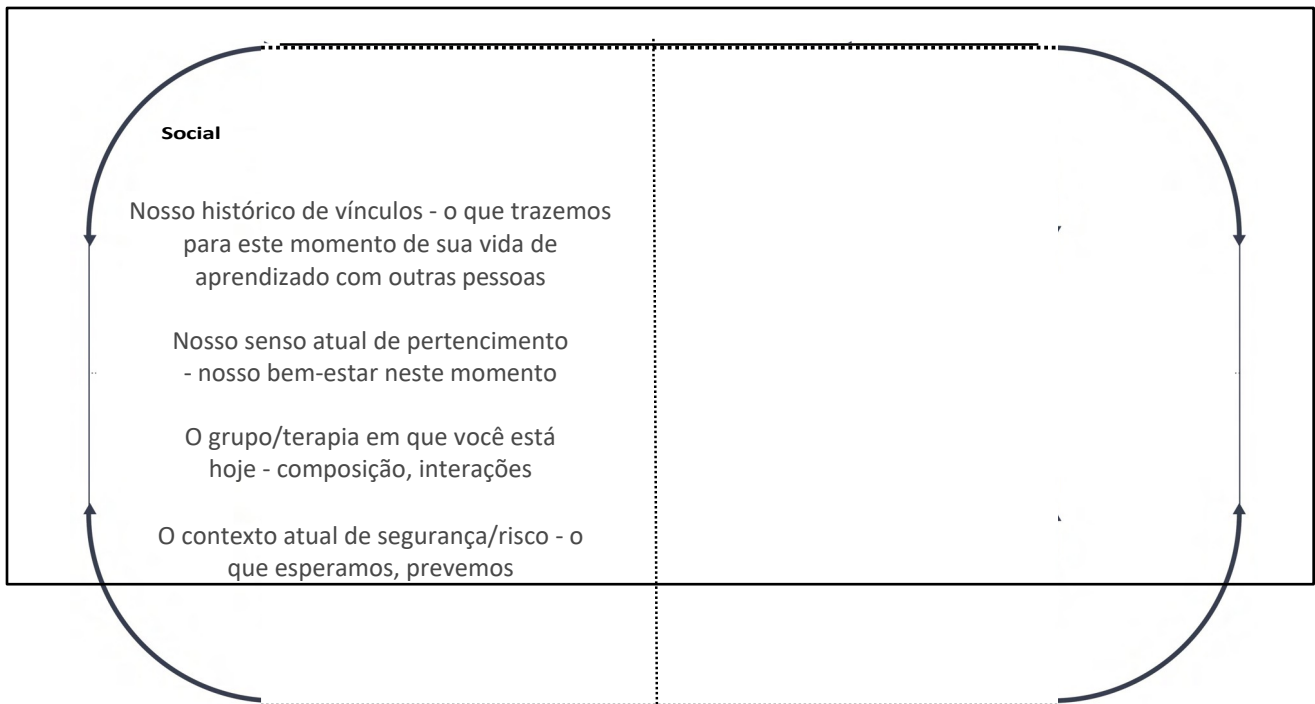 Social
Nosso histórico de vínculos - o que trazemos
para este momento de sua vida de
aprendizado com outras pessoas
Nosso senso atual de pertencimento
- nosso bem-estar neste momento
O grupo/terapia em que você está
hoje - composição, interações
O contexto atual de segurança/risco - o
que esperamos, prevemos